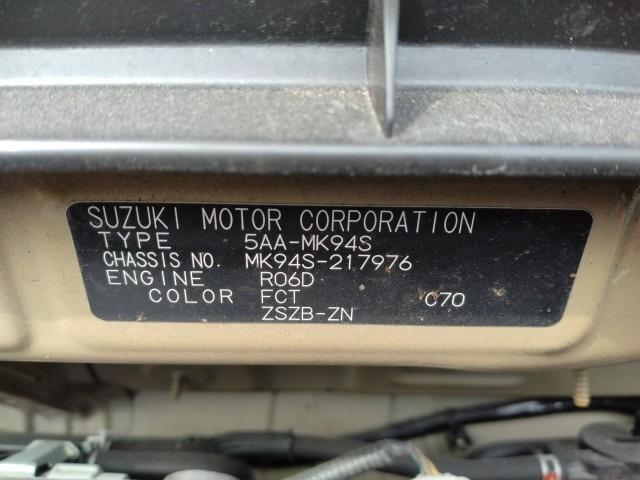 SUZUKI MOTOR CORPORATION
TYPE 5AA-MK94S
CHASSIS NO. MK94S-217976
ENGINE R06D
COLOR FCT C70
ZSZB-ZN